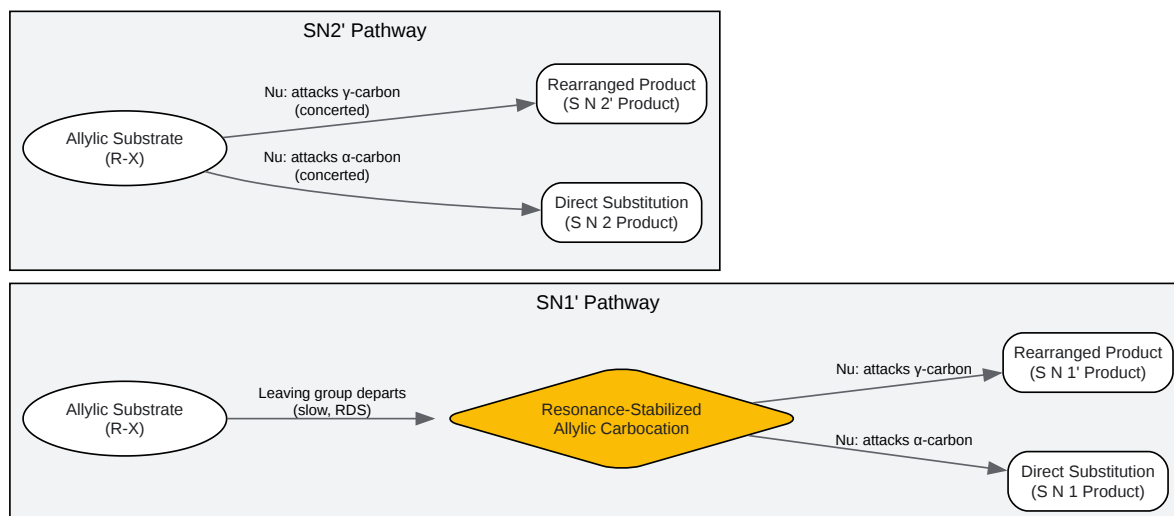 SN2' Pathway
Allylic Substrate
(R-X)
Nu: attacks γ-carbon
(concerted)
Rearranged Product
(S N 2' Product)
Nu: attacks α-carbon
(concerted)
Direct Substitution
(S N 2 Product)
SN1' Pathway
Allylic Substrate
(R-X)
Leaving group departs
(slow, RDS)
Resonance-Stabilized
Allylic Carbocation
Nu: attacks γ-carbon
Rearranged Product
(S N 1' Product)
Nu: attacks α-carbon
Direct Substitution
(S N 1 Product)